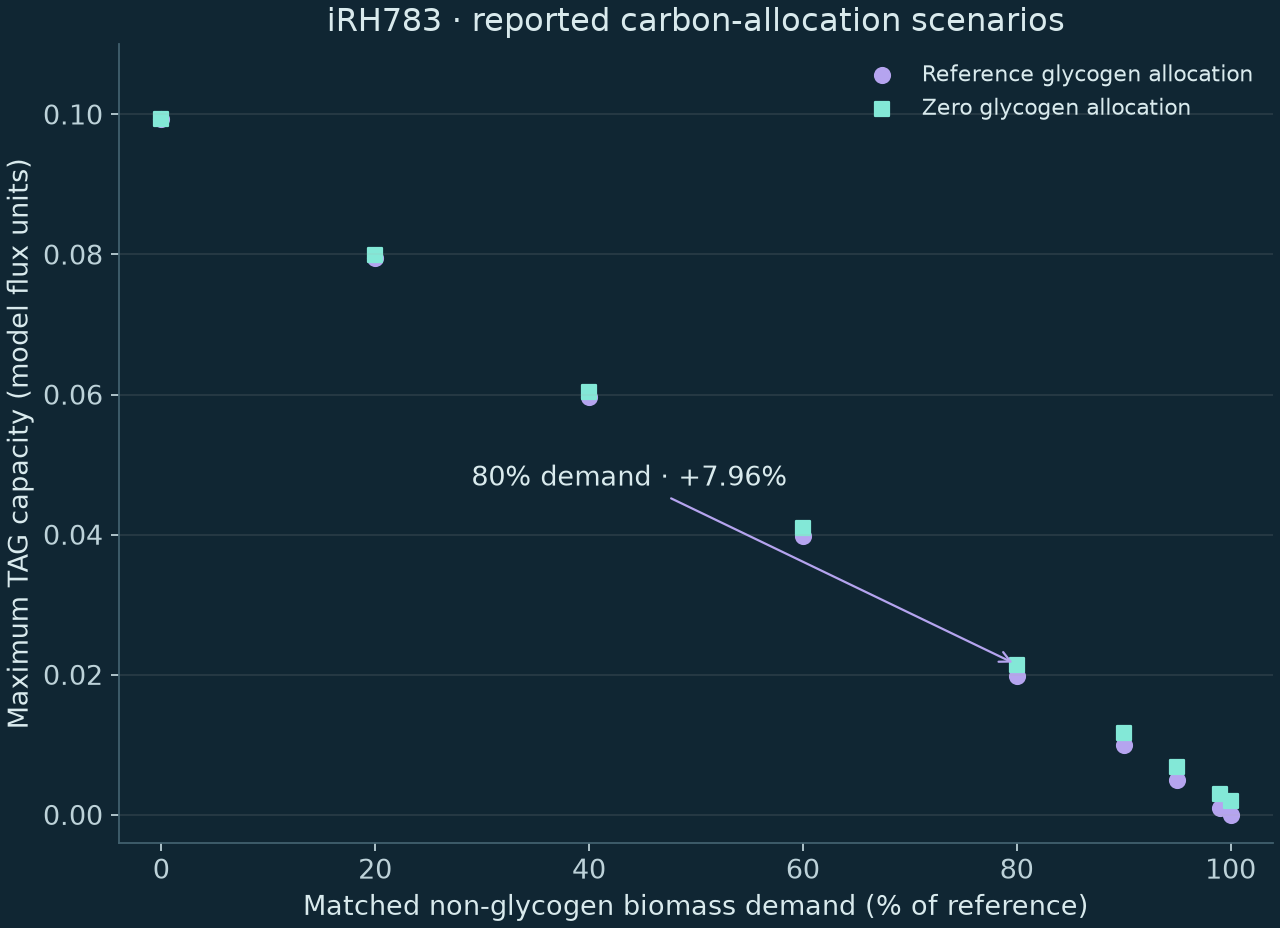 iRH783 · reported carbon-allocation scenarios
Reference glycogen allocation
Zero glycogen allocation
Maximum TAG capacity (model flux units)
0.10
0.08
0.06
0.04
0.02
0.00
80% demand · +7.96%
0 20 40 60 80 100
Matched non-glycogen biomass demand (% of reference)